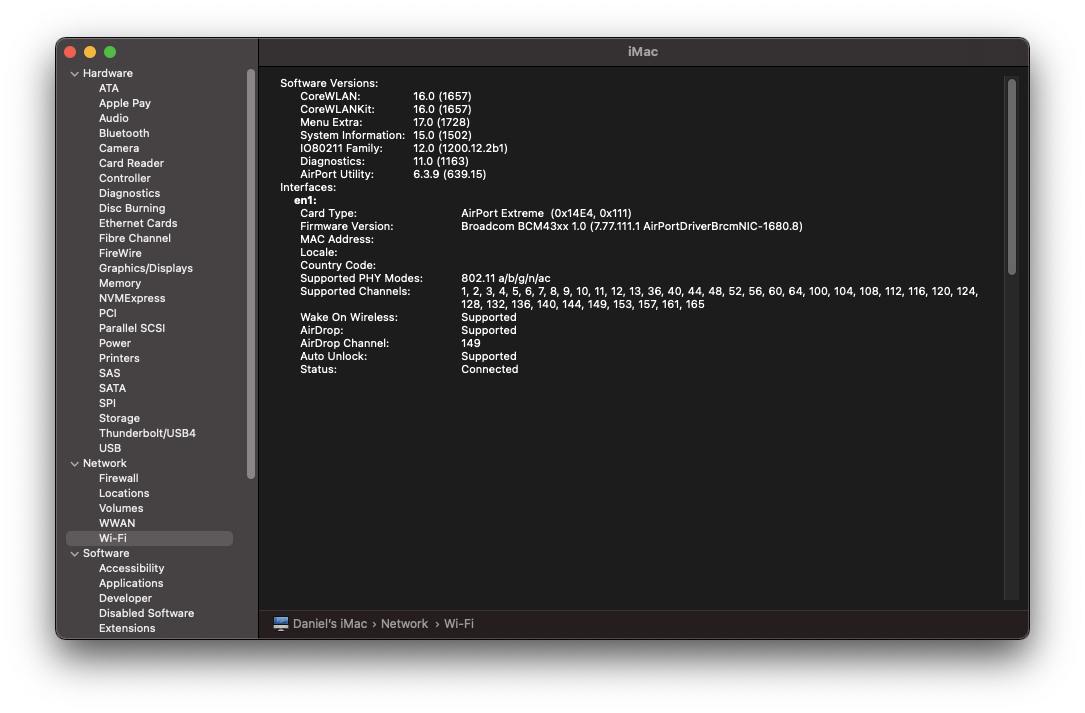 iMac
Hardware
ATA
Apple Pay
Audio
Bluetooth
Camera
Card Reader
Controller
Diagnostics
Disc Burning
Ethernet Cards
Fibre Channel
FireWire
Graphics/Displays
Memory
NVMExpress
PCI
Parallel SCSI
Power
Printers
SAS
SATA
SPI
Storage
Thunderbolt/USB4
USB
Network
Firewall
Locations
Volumes
WWAN
Wi-Fi
Software
Accessibility
Applications
Developer
Disabled Software
Extensions
Software Versions:
CoreWLAN: 16.0 (1657)
CoreWLANKit: 16.0 (1657)
Menu Extra: 17.0 (1728)
System Information: 15.0 (1502)
IO80211 Family: 12.0 (1200.12.2b1)
Diagnostics: 11.0 (1163)
AirPort Utility: 6.3.9 (639.15)
Interfaces:
en1:
Card Type: AirPort Extreme (0x14E4, 0x111)
Firmware Version: Broadcom BCM43xx 1.0 (7.77.111.1 AirPortDriverBrcmNIC-1680.8)
MAC Address:
Locale:
Country Code:
Supported PHY Modes: 802.11 a/b/g/n/ac
Supported Channels: 1, 2, 3, 4, 5, 6, 7, 8, 9, 10, 11, 12, 13, 36, 40, 44, 48, 52, 56, 60, 64, 100, 104, 108, 112, 116, 120, 124,
128, 132, 136, 140, 144, 149, 153, 157, 161, 165
Wake On Wireless: Supported
AirDrop: Supported
AirDrop Channel: 149
Auto Unlock: Supported
Status: Connected
Daniel's iMac › Network › Wi-Fi